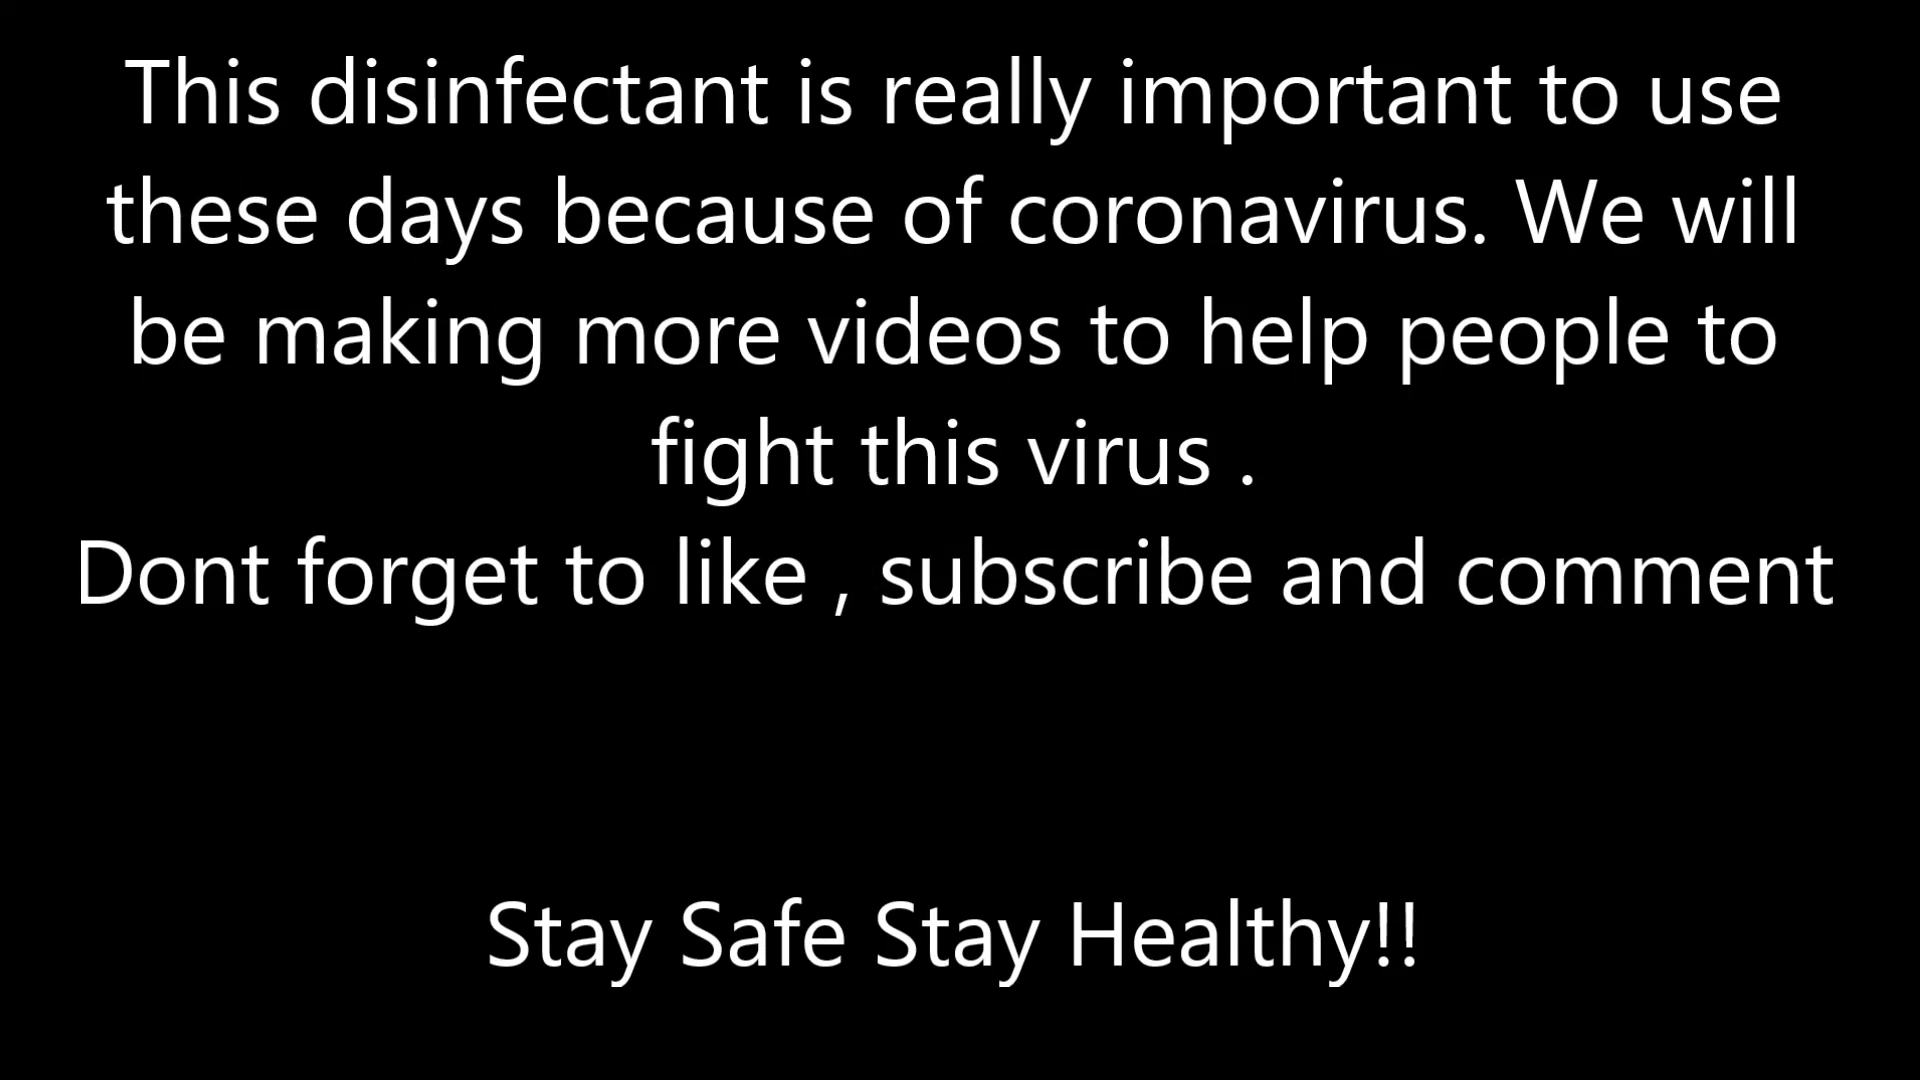 This disinfectant is really important to use
these days because of coronavirus. We will
be making more videos to help people to
fight this virus .
Dont forget to like , subscribe and comment
Stay Safe Stay Healthy!!